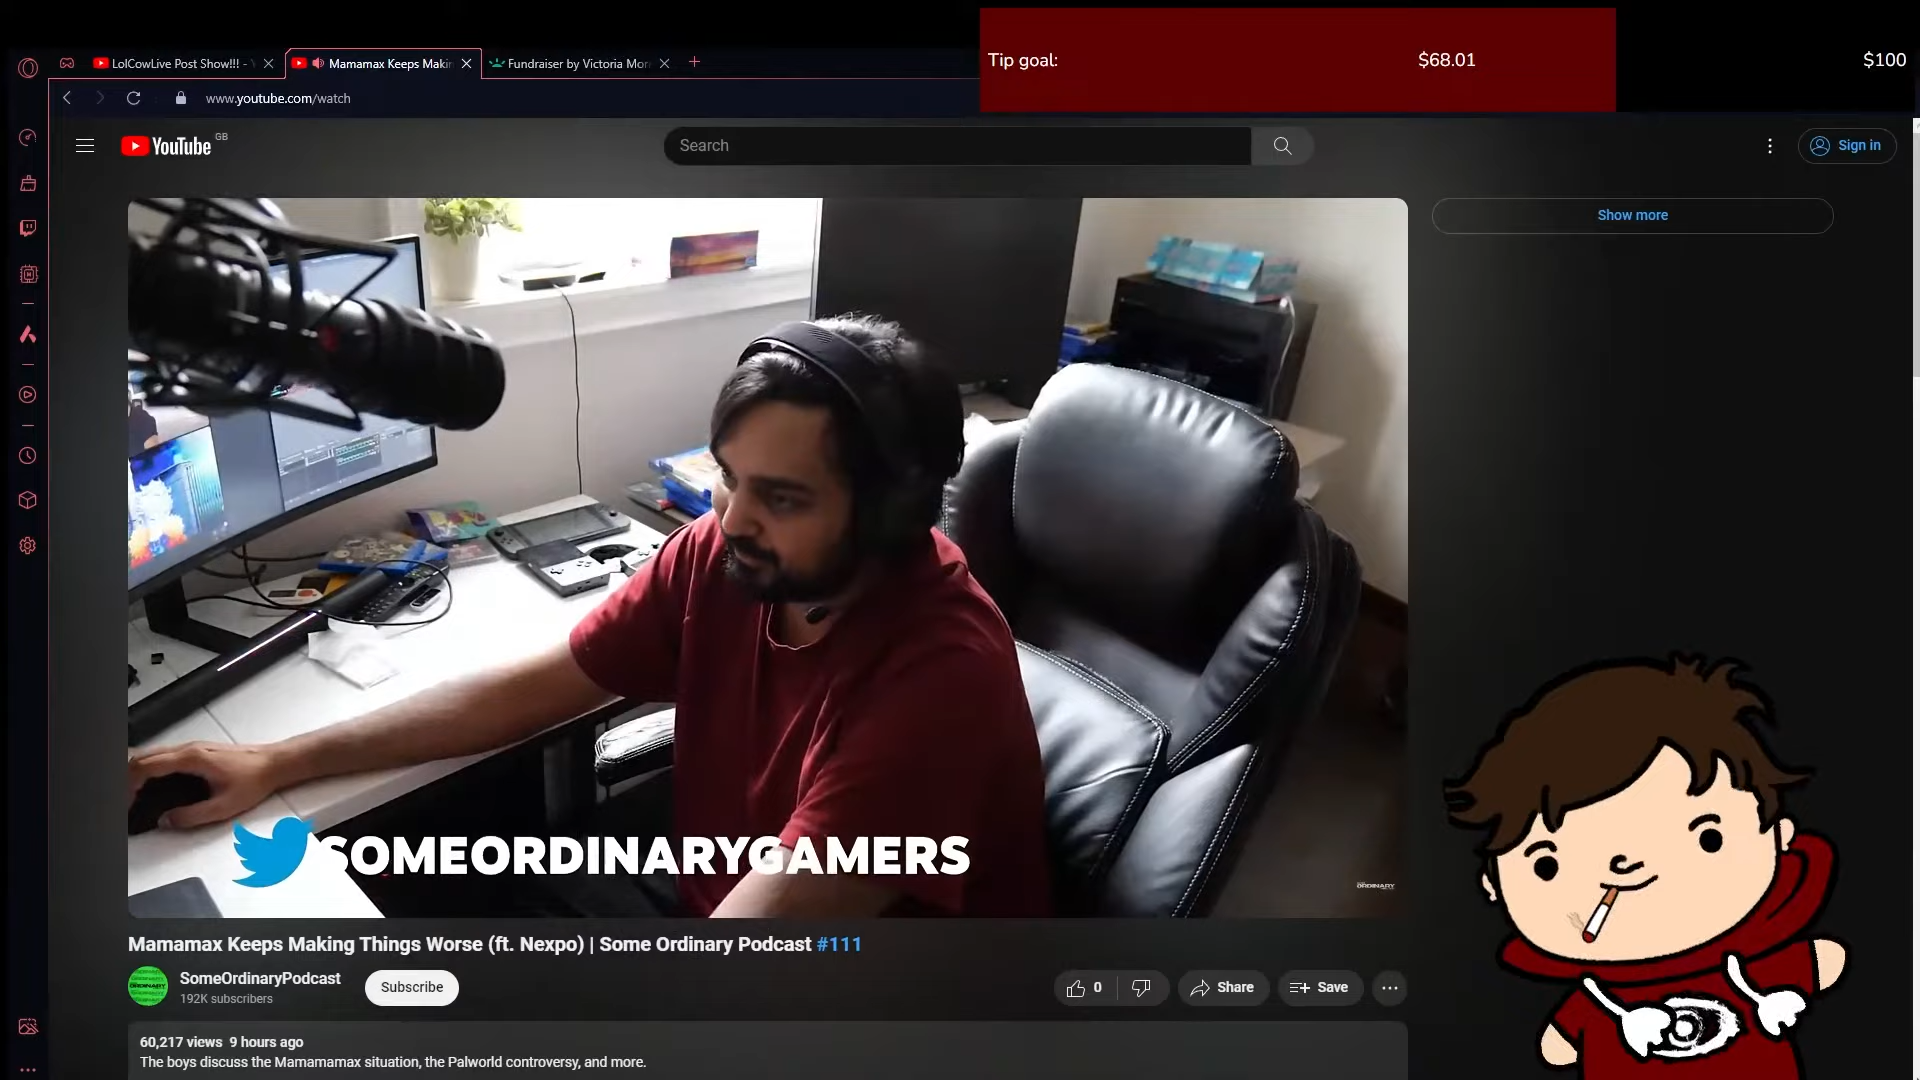 Tip goal: $68.01 $100
LolCowLive Post Show!!! -
Mamamax Keeps Makin
Fundraiser by Victoria Mor
www.youtube.com/watch
YouTube GB
Search
Sign in
Show more
SOMEORDINARYGAMERS
ORDINARY
Mamamax Keeps Making Things Worse (ft. Nexpo) | Some Ordinary Podcast #111
ORDINARY
SomeOrdinaryPodcast
192K subscribers
Subscribe
0
Share
Save
60,217 views 9 hours ago
The boys discuss the Mamamamax situation, the Palworld controversy, and more.